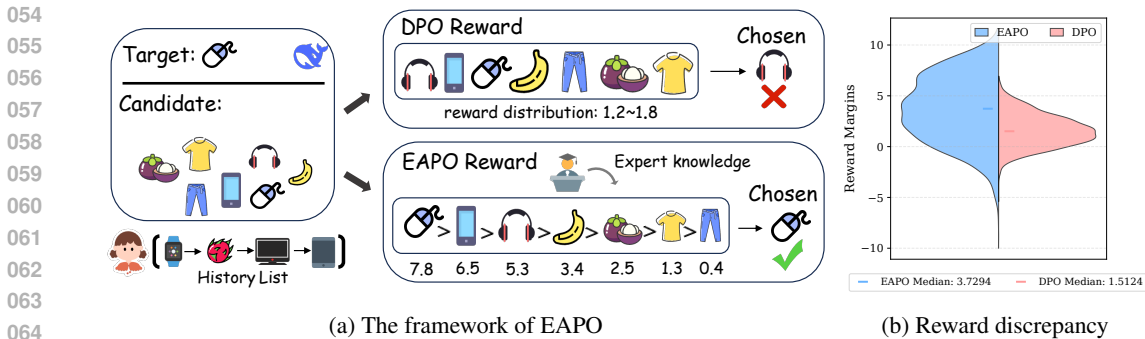 054
055
056
057
058
059
060
061
062
063
064
Target:
Candidate:
History List
DPO Reward
Chosen
reward distribution: 1.2~1.8
EAPO Reward
Expert knowledge
Chosen
> > > > > >
7.8 6.5 5.3 3.4 2.5 1.3 0.4
(a) The framework of EAPO
EAPO DPO
Reward Margins
10
5
0
−5
−10
EAPO Median: 3.7294 DPO Median: 1.5124
(b) Reward discrepancy